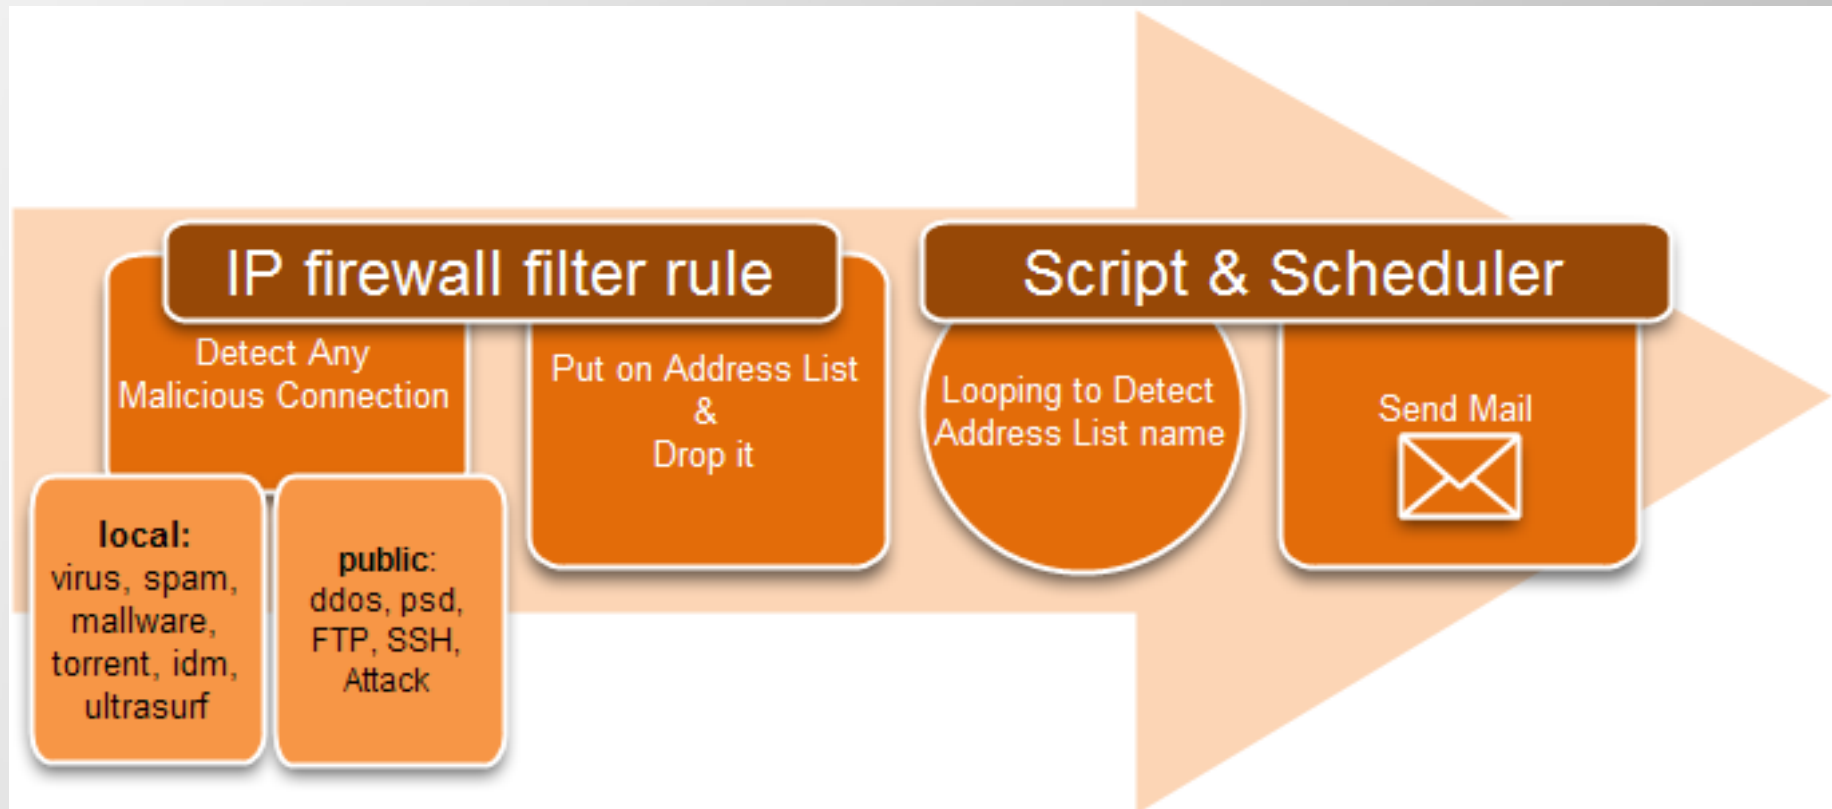 IP firewall filter rule
Detect Any
Malicious Connection
local:
virus, spam,
mallware,
torrent, idm,
ultrasurf
public:
ddos, psd,
FTP, SSH,
Attack
Put on Address List
&
Drop it
Script & Scheduler
Looping to Detect
Address List name
Send Mail